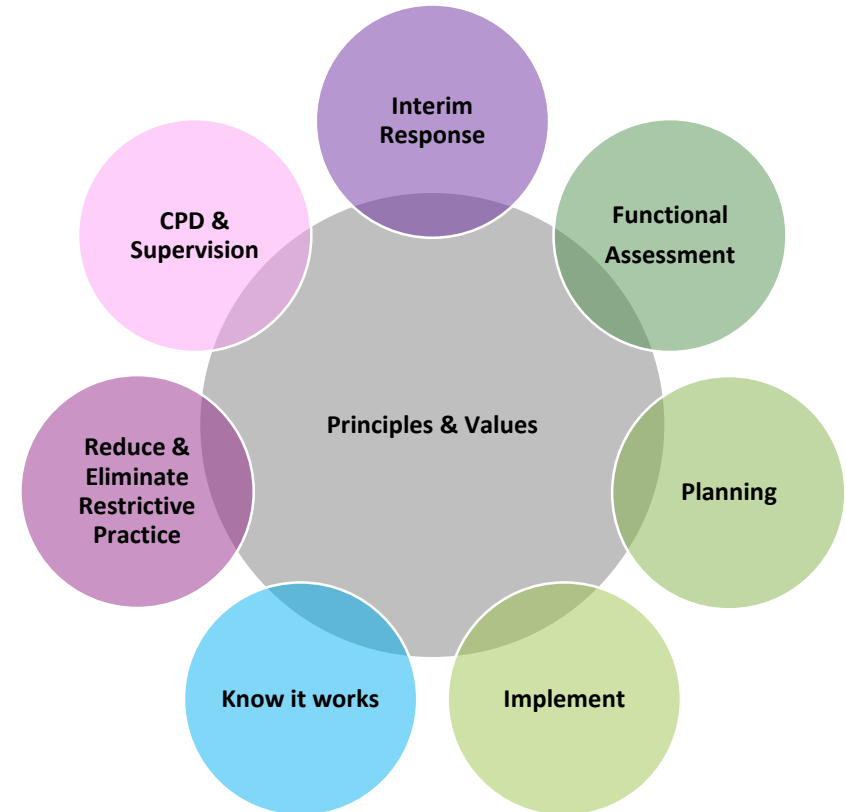 Interim
Response
Functional
Assessment
Planning
Implement
Know it works
Reduce &
Eliminate
Restrictive
Practice
CPD &
Supervision
Principles & Values